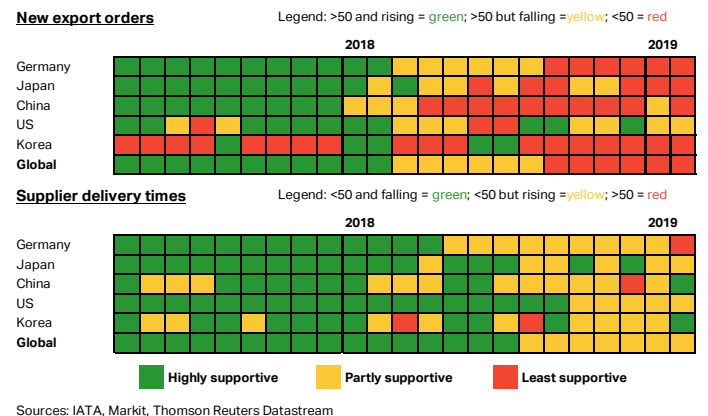 New export orders
Legend: >50 and rising = green; >50 but falling =yellow; <50 = red
2018 2019
Germany
Japan
China
US
Korea
Global
Supplier delivery times
Legend: <50 and falling = green; <50 but rising =yellow; >50 = red
2018 2019
Germany
Japan
China
US
Korea
Global
Highly supportive Partly supportive Least supportive
Sources: IATA, Markit, Thomson Reuters Datastream